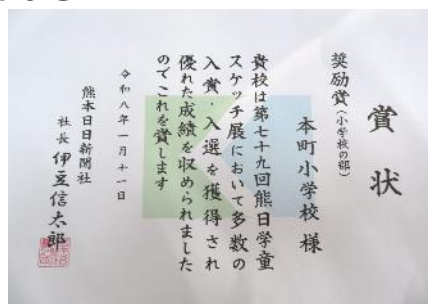 賞状
奨励賞(小学校の部)
本町小学校 様
貴校は第七十九回熊日学童
スケッチ展において多数の
入賞・入選を獲得され
優れた成績を収められました
のでこれを賞します
令和八年一月十一日
熊本日日新聞社
社長 伊豆信太郎